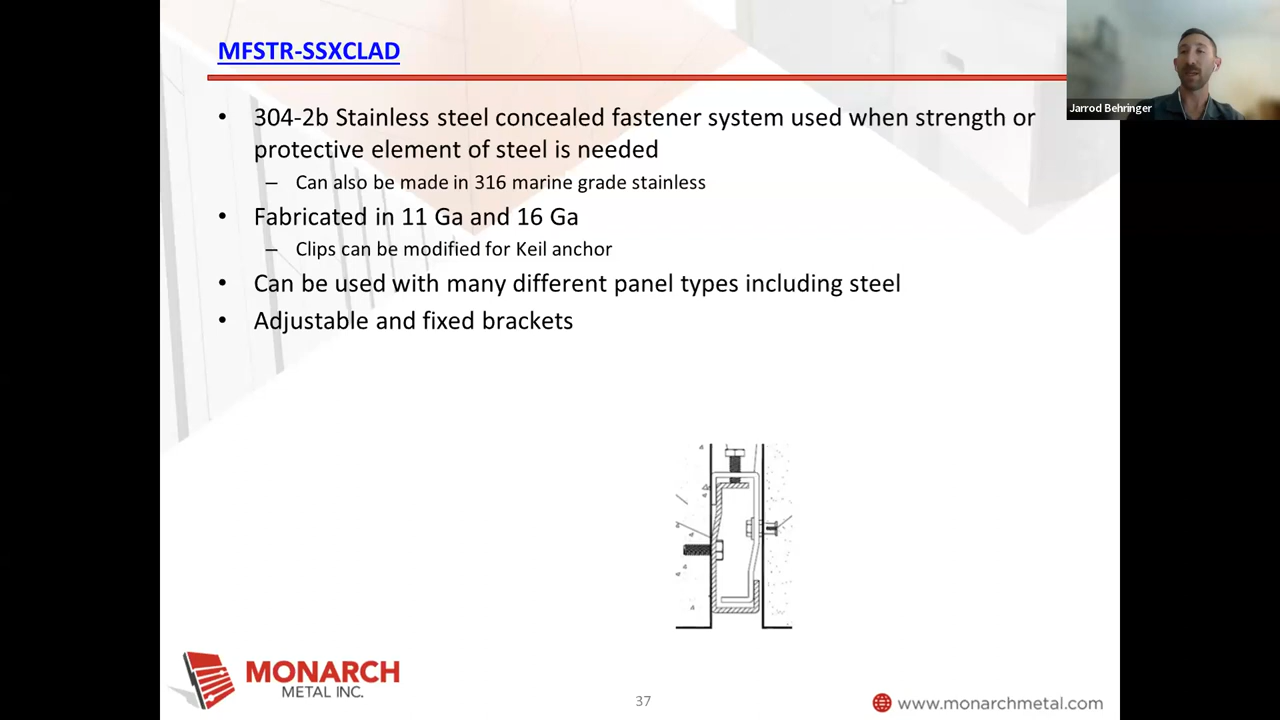 MFSTR-SSXCLAD
Jarrod Behringer
• 304-2b Stainless steel concealed fastener system used when strength or
protective element of steel is needed
– Can also be made in 316 marine grade stainless
• Fabricated in 11 Ga and 16 Ga
– Clips can be modified for Keil anchor
• Can be used with many different panel types including steel
• Adjustable and fixed brackets
MONARCH
METAL INC.
37
www.monarchmetal.com